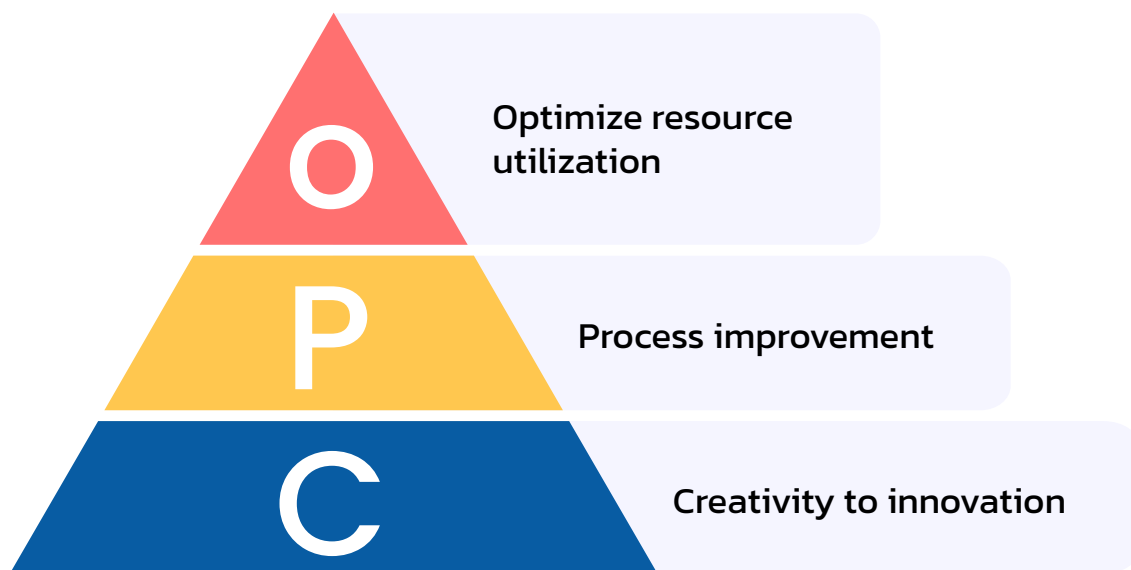 O
Optimize resource
utilization
P
Process improvement
C
Creativity to innovation